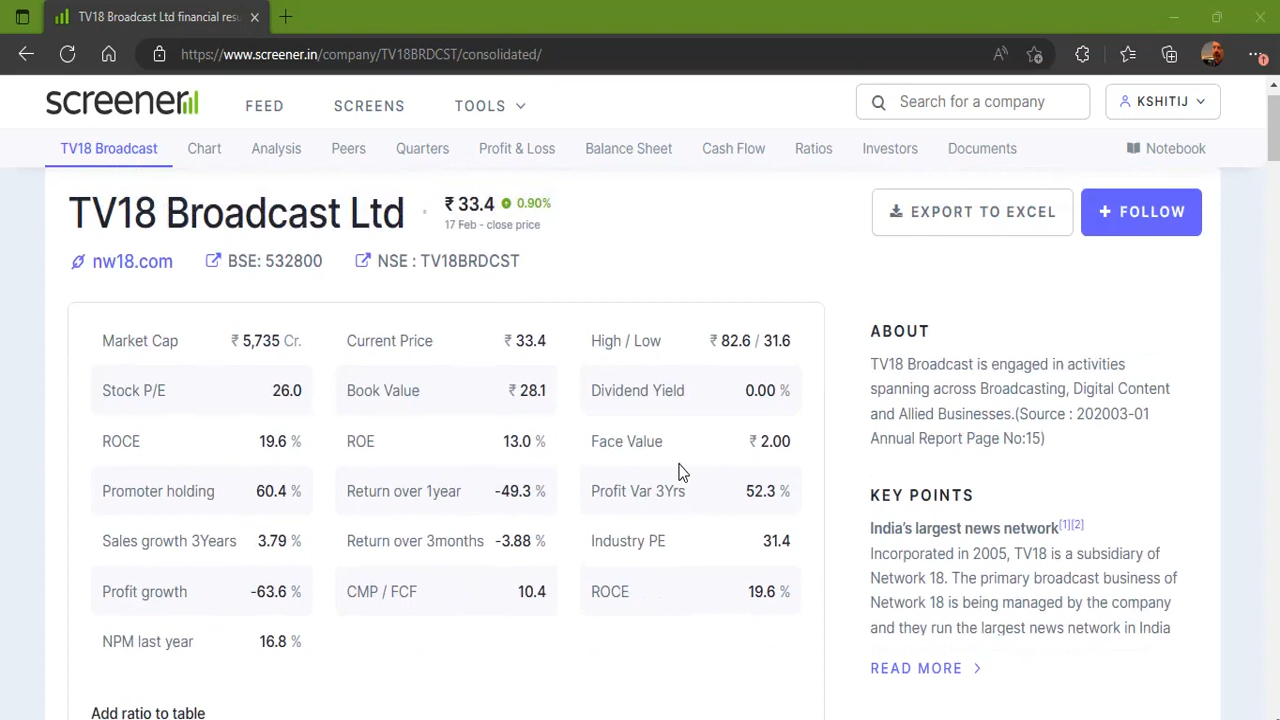 TV18 Broadcast Ltd financial resu
https://www.screener.in/company/TV18BRDCST/consolidated/
screener
FEED
SCREENS
TOOLS
Search for a company
KSHITIJ
TV18 Broadcast
Chart
Analysis
Peers
Quarters
Profit & Loss
Balance Sheet
Cash Flow
Ratios
Investors
Documents
Notebook
TV18 Broadcast Ltd
₹ 33.4 0.90%
17 Feb - close price
EXPORT TO EXCEL
+ FOLLOW
nw18.com
BSE: 532800
NSE : TV18BRDCST
Market Cap ₹ 5,735 Cr.
Current Price ₹ 33.4
High / Low ₹ 82.6 / 31.6
Stock P/E 26.0
Book Value ₹ 28.1
Dividend Yield 0.00 %
ROCE 19.6 %
ROE 13.0 %
Face Value ₹ 2.00
Promoter holding 60.4 %
Return over 1year -49.3 %
Profit Var 3Yrs 52.3 %
Sales growth 3Years 3.79 %
Return over 3months -3.88 %
Industry PE 31.4
Profit growth -63.6 %
CMP / FCF 10.4
ROCE 19.6 %
NPM last year 16.8 %
Add ratio to table
ABOUT
TV18 Broadcast is engaged in activities
spanning across Broadcasting, Digital Content
and Allied Businesses.(Source : 202003-01
Annual Report Page No:15)
KEY POINTS
India's largest news network[1][2]
Incorporated in 2005, TV18 is a subsidiary of
Network 18. The primary broadcast business of
Network 18 is being managed by the company
and they run the largest news network in India
READ MORE >